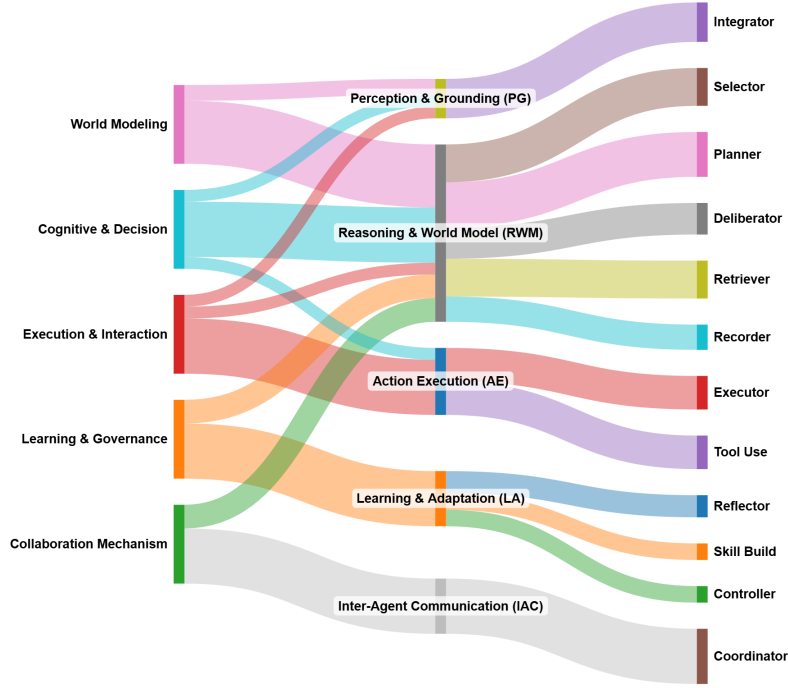 World Modeling
Cognitive & Decision
Execution & Interaction
Learning & Governance
Collaboration Mechanism
Perception & Grounding (PG)
Reasoning & World Model (RWM)
Action Execution (AE)
Learning & Adaptation (LA)
Inter-Agent Communication (IAC)
Integrator
Selector
Planner
Deliberator
Retriever
Recorder
Executor
Tool Use
Reflector
Skill Build
Controller
Coordinator